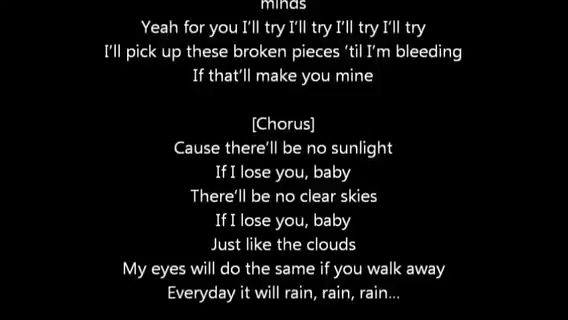 minds
Yeah for you I'll try I'll try I'll try I'll try
I'll pick up these broken pieces 'til I'm bleeding
If that'll make you mine
[Chorus]
Cause there'll be no sunlight
If I lose you, baby
There'll be no clear skies
If I lose you, baby
Just like the clouds
My eyes will do the same if you walk away
Everyday it will rain, rain, rain...